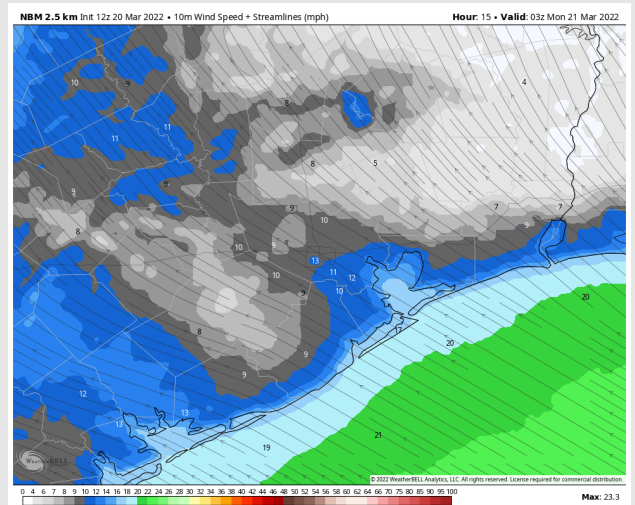 NBM 2.5 km Init 12z 20 Mar 2022 • 10m Wind Speed + Streamlines (mph) Hour: 15 • Valid: 03z Mon 21 Mar 2022
10 9 4
8
11 11
8 5
9 9
9 7 7
8 10 9
10 9
13
10 11 12
9 10
20
17
8 20
9
9
12
13 13
21
19
WeatherBELL
© 2022 WeatherBELL Analytics, LLC. All rights reserved. License required for commercial distribution.
0 4 6 7 8 9 10 12 14 16 18 20 22 24 26 28 30 32 34 36 38 40 42 44 46 48 50 52 54 56 58 60 62 64 66 70 75 80 85 90 95 100
Max: 23.3